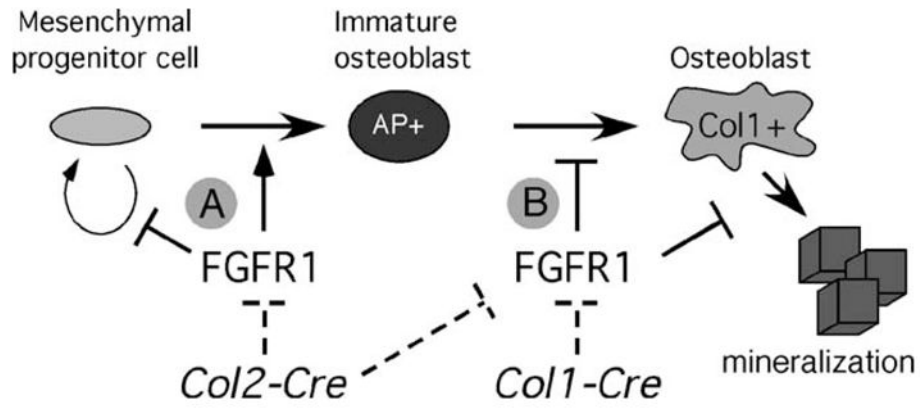 Mesenchymal
progenitor cell
Immature
osteoblast
Osteoblast
AP+
Col1+
A
B
FGFR1
FGFR1
Col2-Cre
Col1-Cre
mineralization